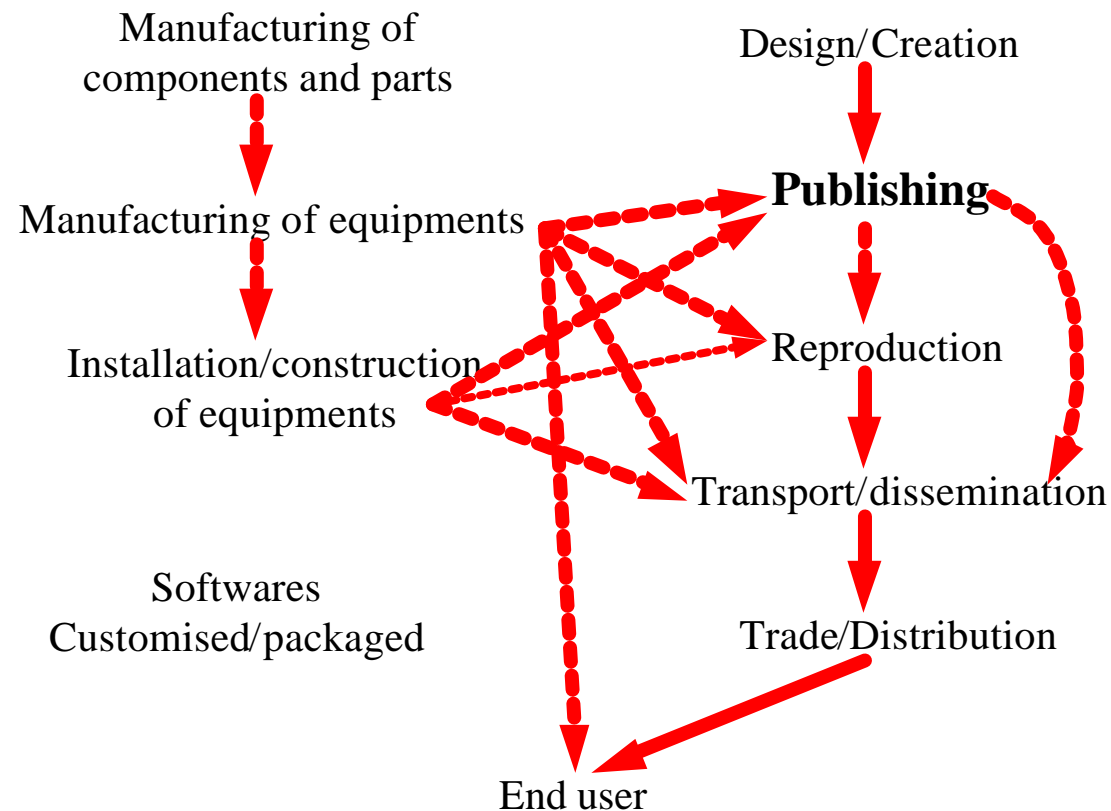 Manufacturing of
components and parts
Design/Creation
Publishing
Manufacturing of equipments
Installation/construction
of equipments
Reproduction
Transport/dissemination
Softwares
Customised/packaged
Trade/Distribution
End user